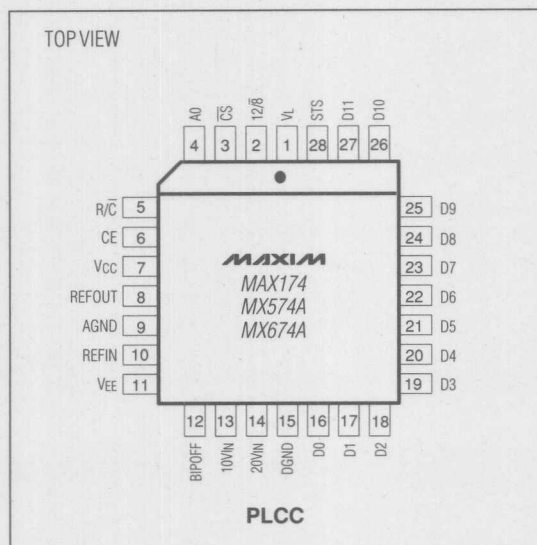 TOP VIEW
A0 C̅S̅ 12/8̅ VL STS D11 D10
4 3 2 1 28 27 26
R/C̅ 5 25 D9
CE 6 24 D8
VCC 7 23 D7
REFOUT 8 22 D6
AGND 9 21 D5
REFIN 10 20 D4
VEE 11 19 D3
MAXIM
MAX174
MX574A
MX674A
12 13 14 15 16 17 18
BIPOFF 10VIN 20VIN DGND D0 D1 D2
PLCC